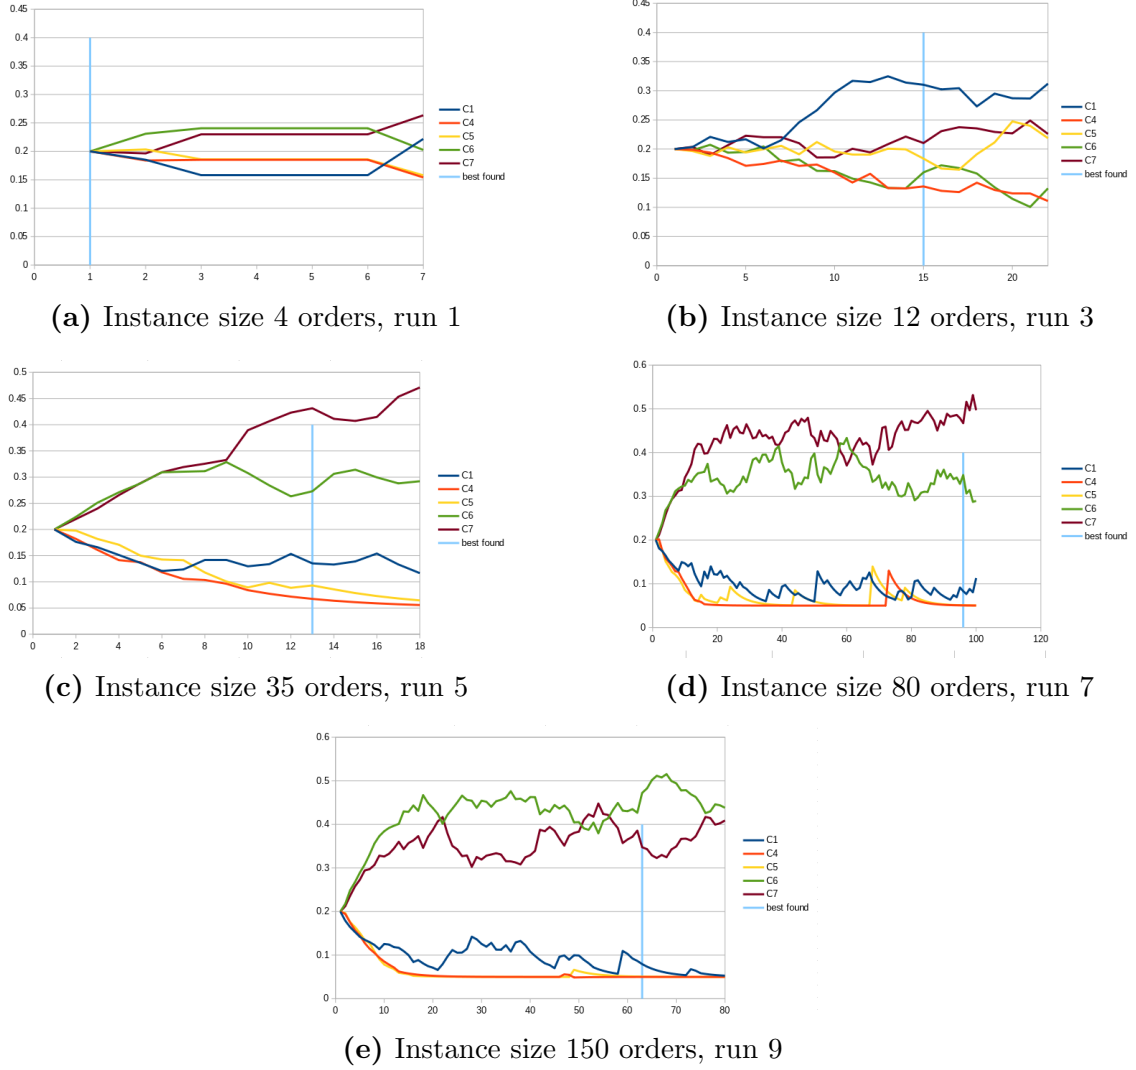 0.45
0.4
0.35
0.3
0.25
0.2
0.15
0.1
0.05
0
0 1 2 3 4 5 6 7
C1
C4
C5
C6
C7
best found
(a) Instance size 4 orders, run 1
0.45
0.4
0.35
0.3
0.25
0.2
0.15
0.1
0.05
0
0 5 10 15 20
C1
C4
C5
C6
C7
best found
(b) Instance size 12 orders, run 3
0.5
0.45
0.4
0.35
0.3
0.25
0.2
0.15
0.1
0.05
0
0 2 4 6 8 10 12 14 16 18
C1
C4
C5
C6
C7
best found
(c) Instance size 35 orders, run 5
0.6
0.5
0.4
0.3
0.2
0.1
0
0 20 40 60 80 100 120
C1
C4
C5
C6
C7
best found
(d) Instance size 80 orders, run 7
0.6
0.5
0.4
0.3
0.2
0.1
0
0 10 20 30 40 50 60 70 80
C1
C4
C5
C6
C7
best found
(e) Instance size 150 orders, run 9